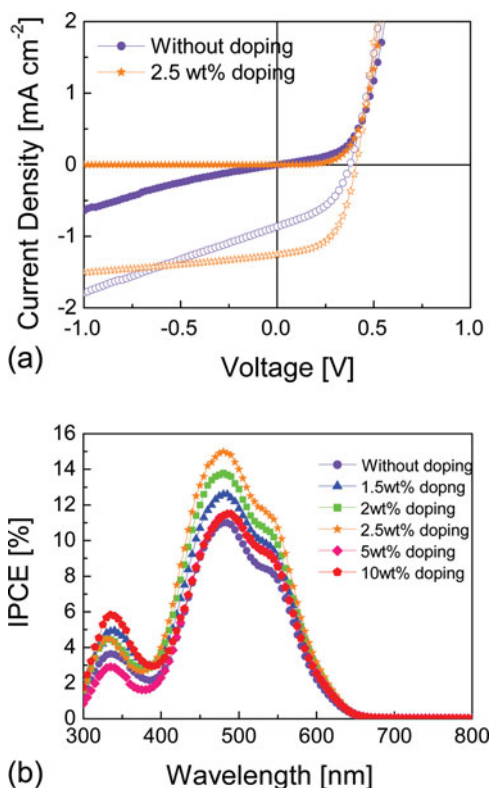 Without doping
2.5 wt% doping
2
1
0
-1
-2
-1.0
-0.5
0.0
0.5
1.0
Current Density [mA cm⁻²]
Voltage [V]
(a)
16
14
12
10
8
6
4
2
0
Without doping
1.5wt% dopng
2wt% doping
2.5wt% doping
5wt% doping
10wt% doping
300
400
500
600
700
800
IPCE [%]
Wavelength [nm]
(b)